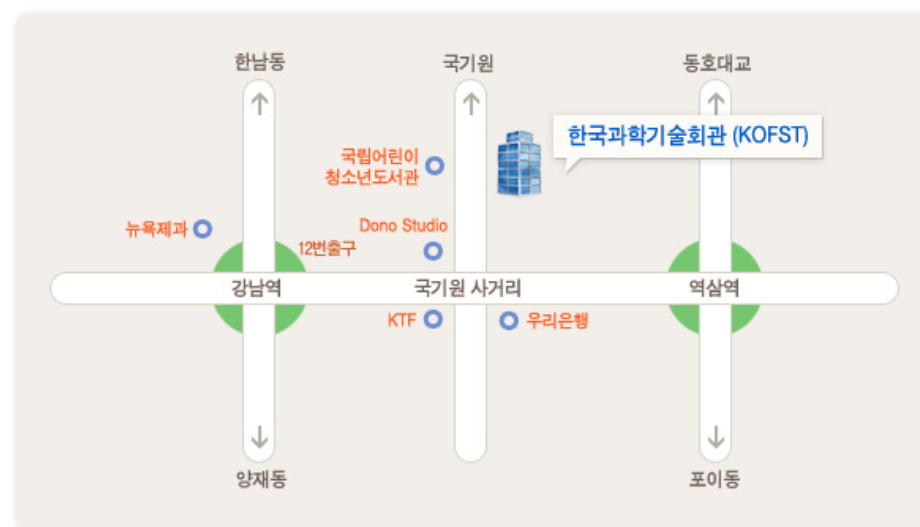 한남동
국기원
동호대교
한국과학기술회관 (KOFST)
국립어린이
청소년도서관
뉴욕제과
Dono Studio
12번출구
강남역
국기원 사거리
역삼역
KTF
우리은행
양재동
포이동